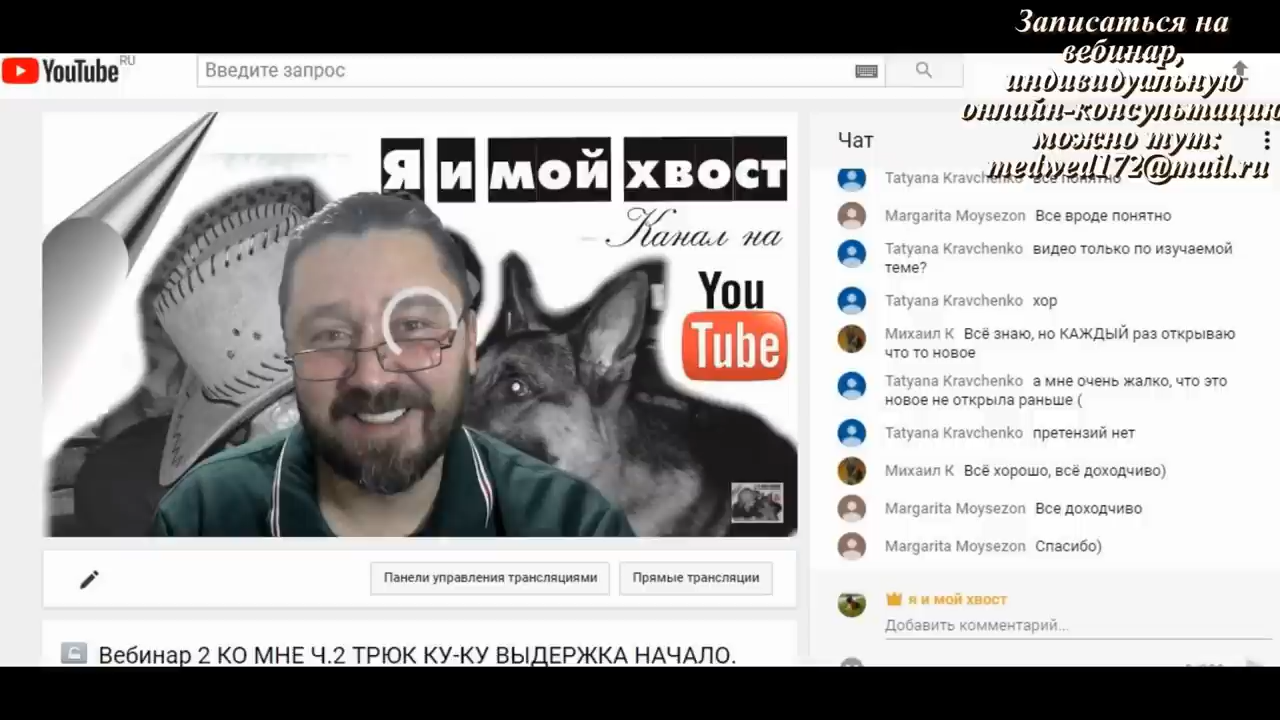 Записаться на
вебинар,
индивидуальную
онлайн-консультацию
можно тут:
medwed172@mail.ru
YouTube RU
Введите запрос
Я и мой хвост
Канал на
You
Tube
Чат
Tatyana Kravchenko все понятно
Margarita Moysezon Все вроде понятно
Tatyana Kravchenko видео только по изучаемой
теме?
Tatyana Kravchenko хор
Михаил К Всё знаю, но КАЖДЫЙ раз открываю
что то новое
Tatyana Kravchenko а мне очень жалко, что это
новое не открыла раньше (
Tatyana Kravchenko претензий нет
Михаил К Всё хорошо, всё доходчиво)
Margarita Moysezon Все доходчиво
Margarita Moysezon Спасибо)
я и мой хвост
Добавить комментарий...
Панели управления трансляциями
Прямые трансляции
Вебинар 2 КО МНЕ Ч.2 ТРЮК КУ-КУ ВЫДЕРЖКА НАЧАЛО.